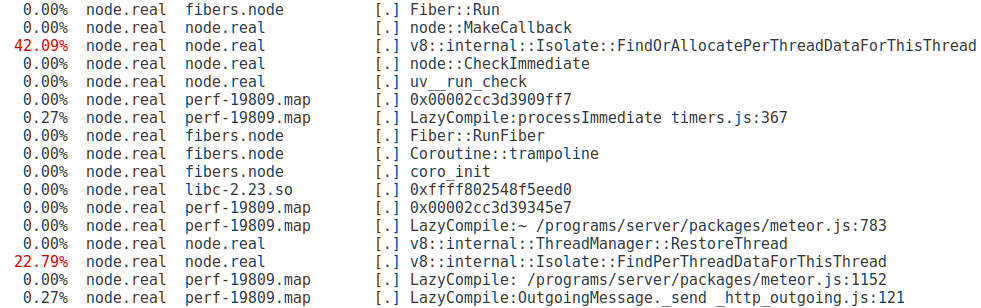 0.00% node.real fibers.node [.] Fiber::Run
0.00% node.real node.real [.] node::MakeCallback
42.09% node.real node.real [.] v8::internal::Isolate::FindOrAllocatePerThreadDataForThisThread
0.00% node.real node.real [.] node::CheckImmediate
0.00% node.real node.real [.] uv__run_check
0.00% node.real perf-19809.map [.] 0x00002cc3d3909ff7
0.27% node.real perf-19809.map [.] LazyCompile:processImmediate timers.js:367
0.00% node.real fibers.node [.] Fiber::RunFiber
0.00% node.real fibers.node [.] Coroutine::trampoline
0.00% node.real fibers.node [.] coro_init
0.00% node.real libc-2.23.so [.] 0xffff802548f5eed0
0.00% node.real perf-19809.map [.] 0x00002cc3d39345e7
0.00% node.real perf-19809.map [.] LazyCompile:~ /programs/server/packages/meteor.js:783
0.00% node.real node.real [.] v8::internal::ThreadManager::RestoreThread
22.79% node.real node.real [.] v8::internal::Isolate::FindPerThreadDataForThisThread
0.00% node.real perf-19809.map [.] LazyCompile: /programs/server/packages/meteor.js:1152
0.27% node.real perf-19809.map [.] LazyCompile:OutgoingMessage._send _http_outgoing.js:121